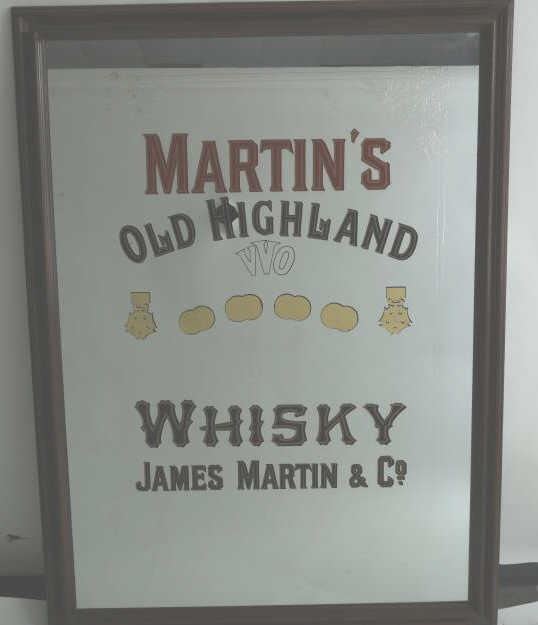 MARTIN'S
OLD HIGHLAND
VVO
WHISKY
JAMES MARTIN & Co.